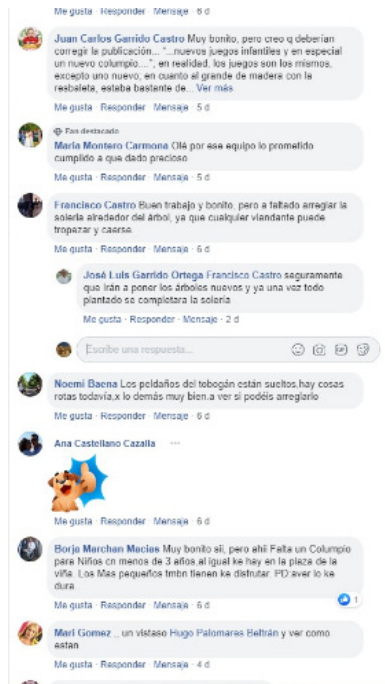 Me gusta · Responder · Mensaje · 6 d
Juan Carlos Garrido Castro Muy bonito, pero creo q deberían
corregir la publicación... "...nuevos juegos infantiles y en especial
un nuevo columpio....", en realidad, los juegos son los mismos,
excepto uno nuevo, en cuanto al grande de madera con la
resbaleta, estaba bastante de... Ver más
Me gusta · Responder · Mensaje · 5 d
Fan destacado
Maria Montero Carmona Olé por ese equipo lo prometido
cumplido a que dado precioso
Me gusta · Responder · Mensaje · 5 d
Francisco Castro Buen trabajo y bonito, pero a faltado arreglar la
solería alrededor del árbol, ya que cualquier viandante puede
tropezar y caerse.
Me gusta · Responder · Mensaje · 6 d
José Luis Garrido Ortega Francisco Castro seguramente
que irán a poner los árboles nuevos y ya una vez todo
plantado se completara la solería
Me gusta · Responder · Mensaje · 2 d
Escribe una respuesta...
Noemi Baena Los peldaños del tobogán están sueltos,hay cosas
rotas todavía,x lo demás muy bien.a ver si podéis arreglarlo
Me gusta · Responder · Mensaje · 6 d
Ana Castellano Cazalla ...
Me gusta · Responder · Mensaje · 6 d
Borja Marchan Macias Muy bonito sii, pero ahii Falta un Columpio
para Niños cn menos de 3 años,al igual ke hay en la plaza de la
viña. Los Mas pequeños tmbn tienen ke disfrutar. PD:aver lo ke
dura
Me gusta · Responder · Mensaje · 6 d
1
Mari Gomez .. un vistaso Hugo Palomares Beltrán y ver como
estan
Me gusta · Responder · Mensaje · 4 d